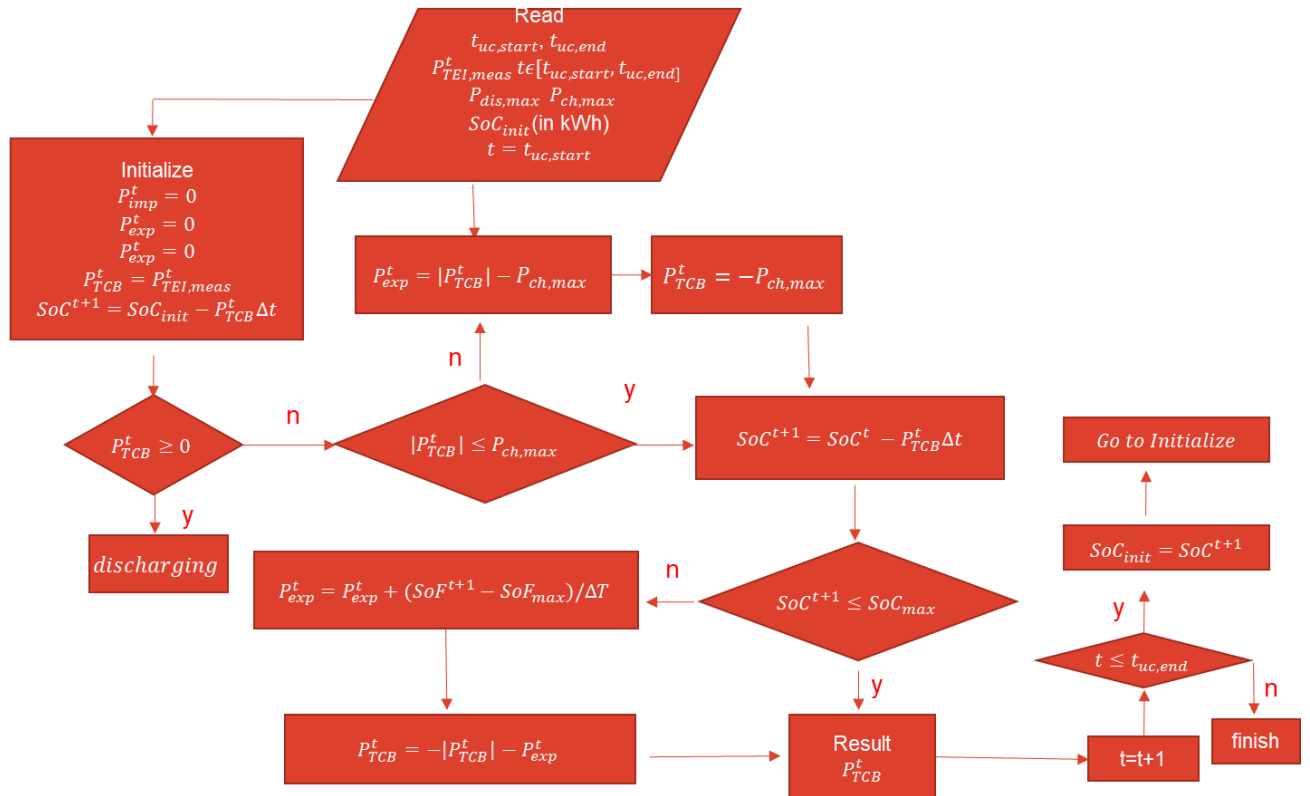 Read
t_{uc,start}, t_{uc,end}
P^t_{TEI,meas} tϵ[t_{uc,start}, t_{uc,end}]
P_{dis,max} P_{ch,max}
SoC_{init}(in kWh)
t = t_{uc,start}
Initialize
P^t_{imp} = 0
P^t_{exp} = 0
P^t_{exp} = 0
P^t_{TCB} = P^t_{TEI,meas}
SoC^{t+1} = SoC_{init} − P^t_{TCB}Δt
P^t_{exp} = |P^t_{TCB}| − P_{ch,max}
P^t_{TCB} = −P_{ch,max}
n
y
n
P^t_{TCB} ≥ 0
|P^t_{TCB}| ≤ P_{ch,max}
SoC^{t+1} = SoC^t − P^t_{TCB}Δt
Go to Initialize
y
discharging
SoC_{init} = SoC^{t+1}
n
P^t_{exp} = P^t_{exp} + (SoF^{t+1} − SoF_{max})/ΔT
SoC^{t+1} ≤ SoC_{max}
y
t ≤ t_{uc,end}
y
n
P^t_{TCB} = −|P^t_{TCB}| − P^t_{exp}
Result
P^t_{TCB}
t=t+1
finish